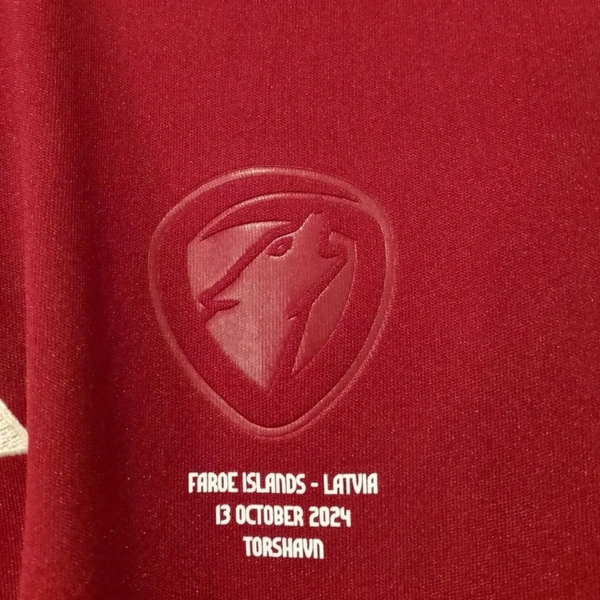 FAROE ISLANDS - LATVIA
13 OCTOBER 2024
TORSHAVN